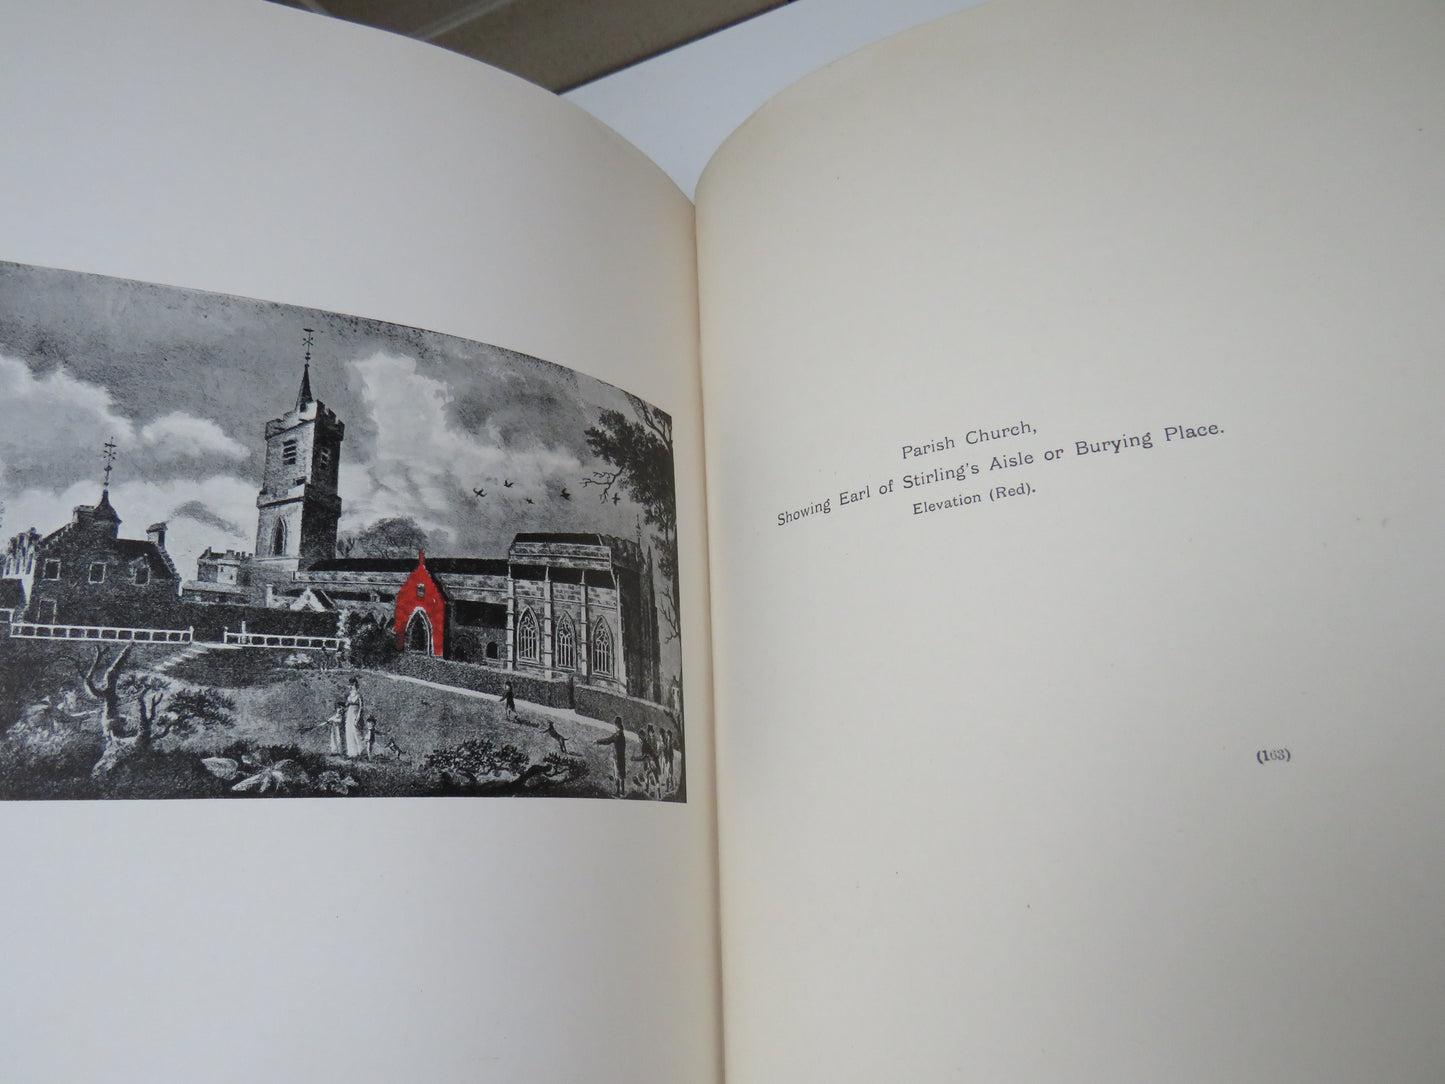 Parish Church,
Showing Earl of Stirling's Aisle or Burying Place.
Elevation (Red).
(163)